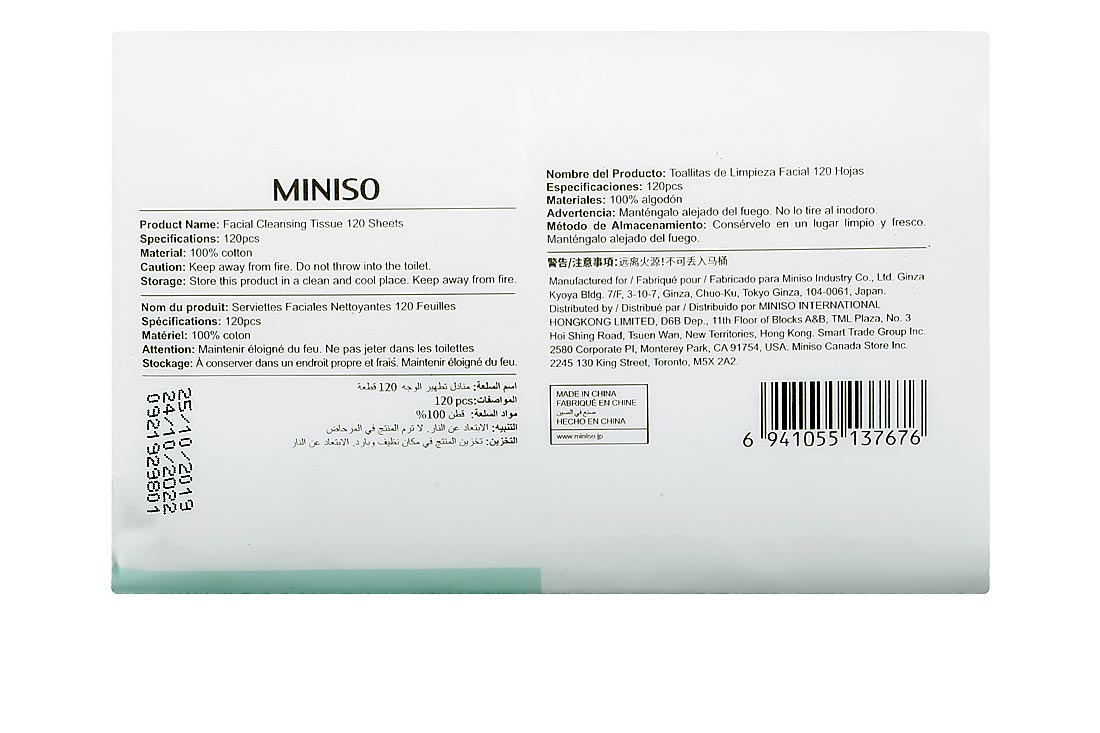 MINISO
Product Name: Facial Cleansing Tissue 120 Sheets
Specifications: 120pcs
Material: 100% cotton
Caution: Keep away from fire. Do not throw into the toilet.
Storage: Store this product in a clean and cool place. Keep away from fire.
Nom du produit: Serviettes Faciales Nettoyantes 120 Feuilles
Spécifications: 120pcs
Matériel: 100% coton
Attention: Maintenir éloigné du feu. Ne pas jeter dans les toilettes
Stockage: À conserver dans un endroit propre et frais. Maintenir éloigné du feu.
اسم السلعة: منادل تطهير الوجه 120 قطعة
المواصفات: 120 pcs
مواد السلعة: قطن 100%
التنبيه: الابتعاد عن النار. لا ترم المنتج في المرحاض
التخزين: تخزين المنتج في مكان نظيف وبارد. الابتعاد عن النار
25/10/2019
24/10/2022
0921929801
Nombre del Producto: Toallitas de Limpieza Facial 120 Hojas
Especificaciones: 120pcs
Materiales: 100% algodón
Advertencia: Manténgalo alejado del fuego. No lo tire al inodoro.
Método de Almacenamiento: Consérvelo en un lugar limpio y fresco.
Manténgalo alejado del fuego.
警告/注意事項:远离火源!不可丢入马桶
Manufactured for / Fabriqué pour / Fabricado para Miniso Industry Co., Ltd. Ginza
Kyoya Bldg. 7/F, 3-10-7, Ginza, Chuo-Ku, Tokyo Ginza, 104-0061, Japan.
Distributed by / Distribué par / Distribuido por MINISO INTERNATIONAL
HONGKONG LIMITED, D6B Dep., 11th Floor of Blocks A&B, TML Plaza, No. 3
Hoi Shing Road, Tsuen Wan, New Territories, Hong Kong. Smart Trade Group Inc.
2580 Corporate Pl, Monterey Park, CA 91754, USA. Miniso Canada Store Inc.
2245 130 King Street, Toronto, M5X 2A2.
MADE IN CHINA
FABRIQUÉ EN CHINE
صنع في الصين
HECHO EN CHINA
www.miniso.jp
6 941055 137676